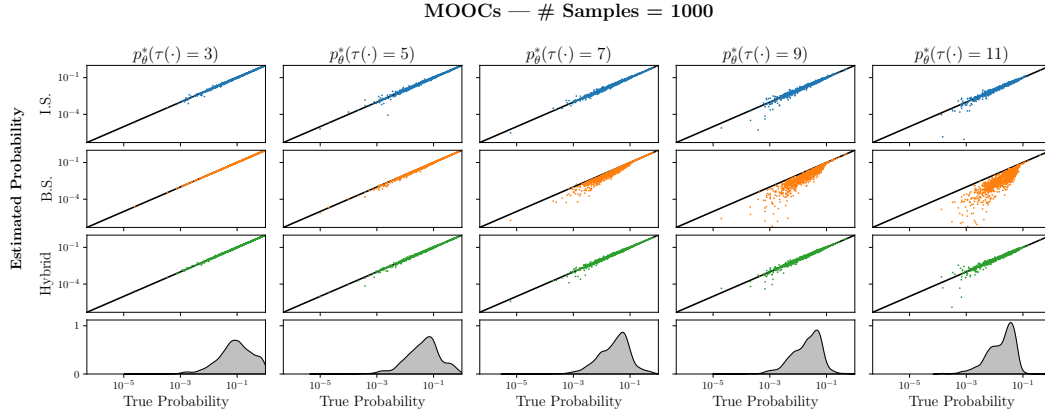 MOOCs — # Samples = 1000
p*θ(τ(·) = 3) p*θ(τ(·) = 5) p*θ(τ(·) = 7) p*θ(τ(·) = 9) p*θ(τ(·) = 11)
Estimated Probability
I.S.
10⁻¹
10⁻⁴
B.S.
10⁻¹
10⁻⁴
Hybrid
10⁻¹
10⁻⁴
1
0
10⁻⁵ 10⁻³ 10⁻¹ 10⁻⁵ 10⁻³ 10⁻¹ 10⁻⁵ 10⁻³ 10⁻¹ 10⁻⁵ 10⁻³ 10⁻¹ 10⁻⁵ 10⁻³ 10⁻¹
True Probability True Probability True Probability True Probability True Probability